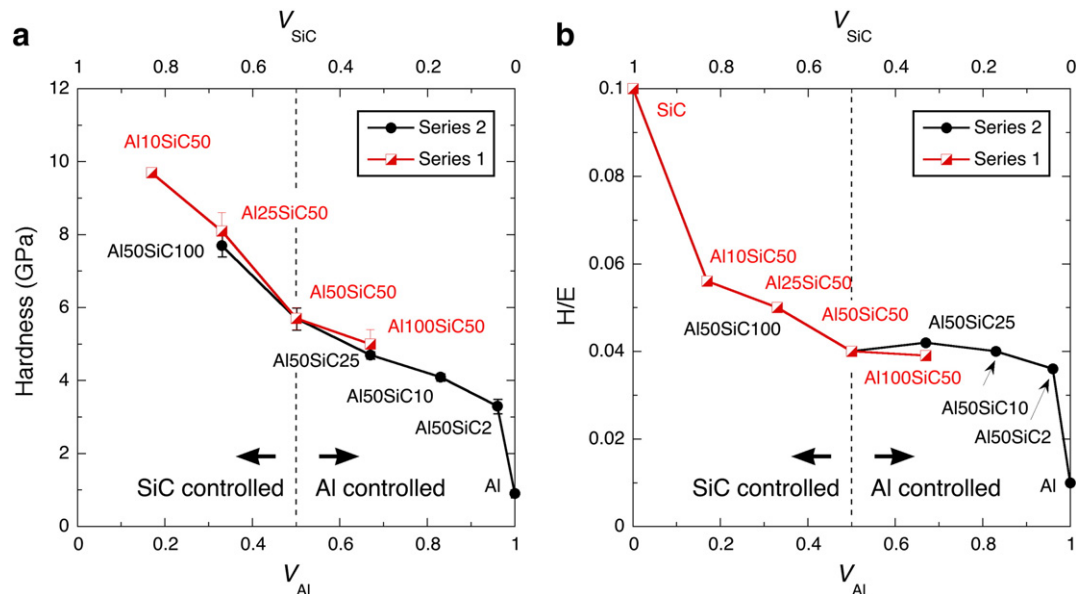 a
V_SiC
1 0.8 0.6 0.4 0.2 0
Hardness (GPa)
12
10
8
6
4
2
0
Series 2
Series 1
Al10SiC50
Al25SiC50
Al50SiC100
Al50SiC50
Al100SiC50
Al50SiC25
Al50SiC10
Al50SiC2
Al
SiC controlled Al controlled
0 0.2 0.4 0.6 0.8 1
V_Al
b
V_SiC
1 0.8 0.6 0.4 0.2 0
H/E
0.1
0.08
0.06
0.04
0.02
0
Series 2
Series 1
SiC
Al10SiC50
Al25SiC50
Al50SiC100
Al50SiC50
Al50SiC25
Al100SiC50
Al50SiC10
Al50SiC2
Al
SiC controlled Al controlled
0 0.2 0.4 0.6 0.8 1
V_Al